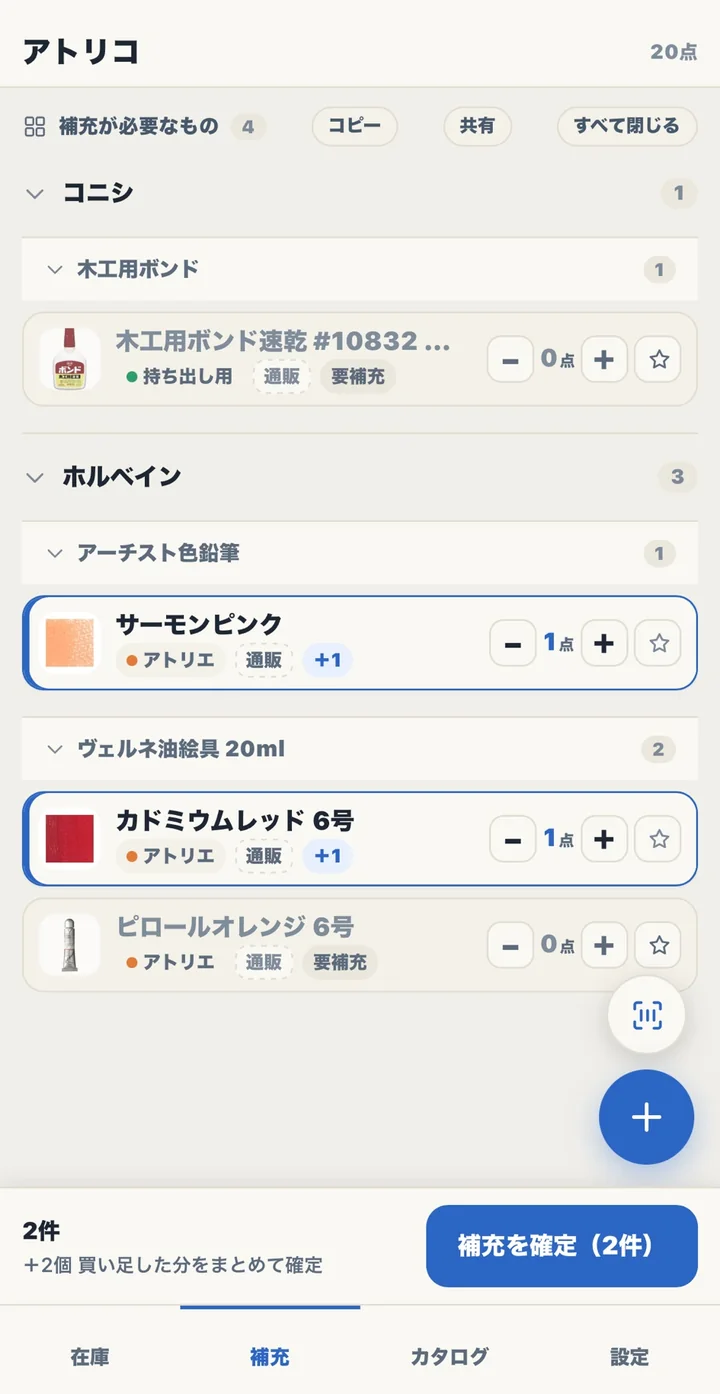 アトリコ 20点
補充が必要なもの 4 コピー 共有 すべて閉じる
コニシ 1
木工用ボンド 1
木工用ボンド速乾 #10832 ...
− 0点 +
持ち出し用 通販 要補充
ボンド
ホルベイン 3
アーチスト色鉛筆 1
サーモンピンク
− 1点 +
アトリエ 通販 +1
ヴェルネ油絵具 20ml 2
カドミウムレッド 6号
− 1点 +
アトリエ 通販 +1
ピロールオレンジ 6号
− 0点 +
アトリエ 通販 要補充
+
2件
+2個 買い足した分をまとめて確定
補充を確定（2件）
在庫 補充 カタログ 設定